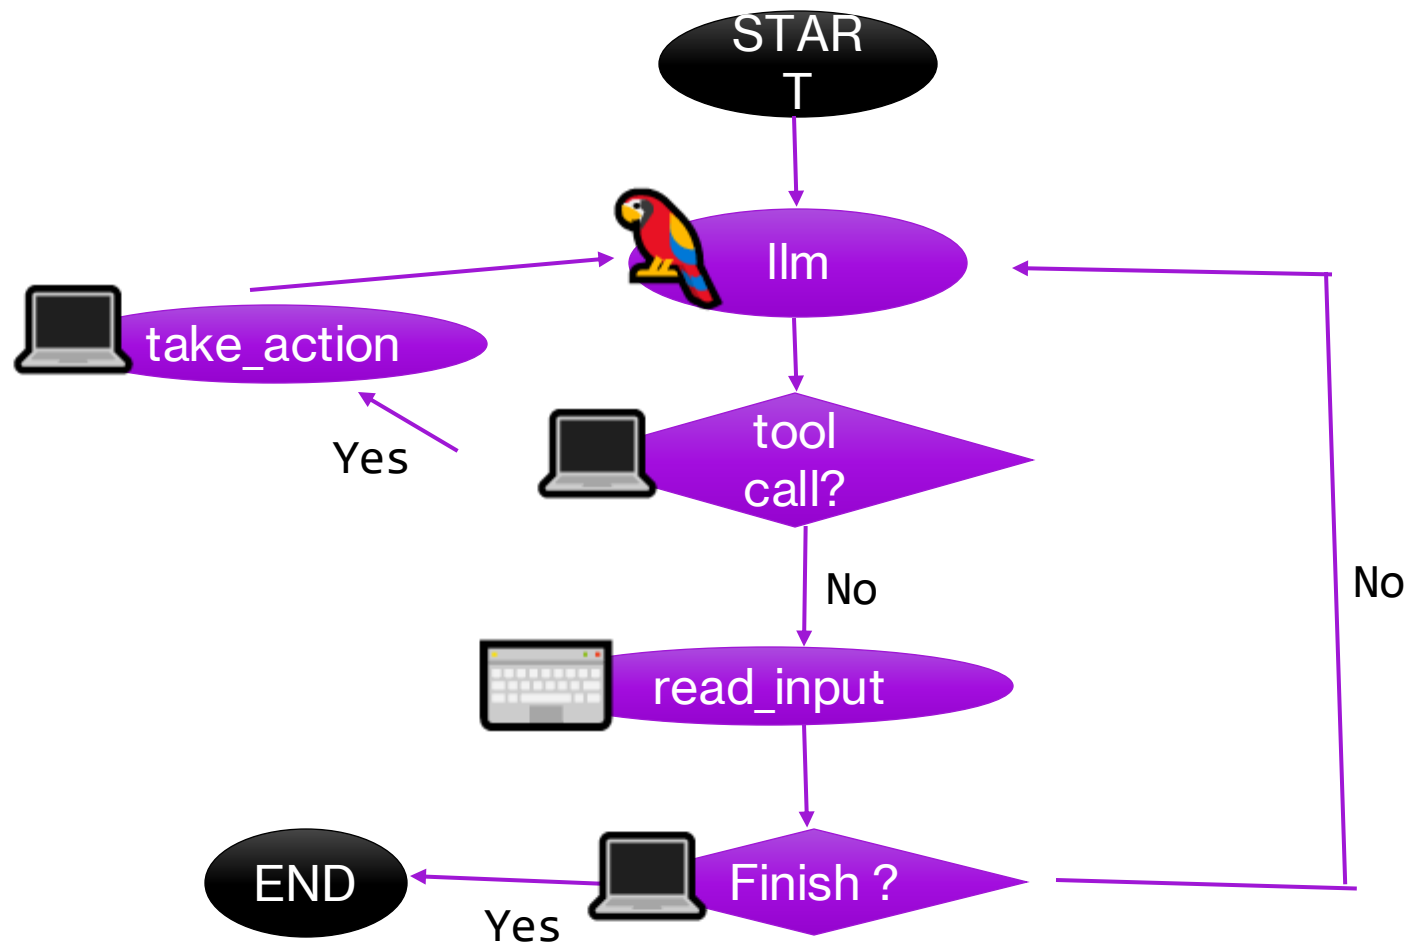 STAR
T
llm
take_action
Yes
tool
call?
No
No
read_input
END
Yes
Finish ?